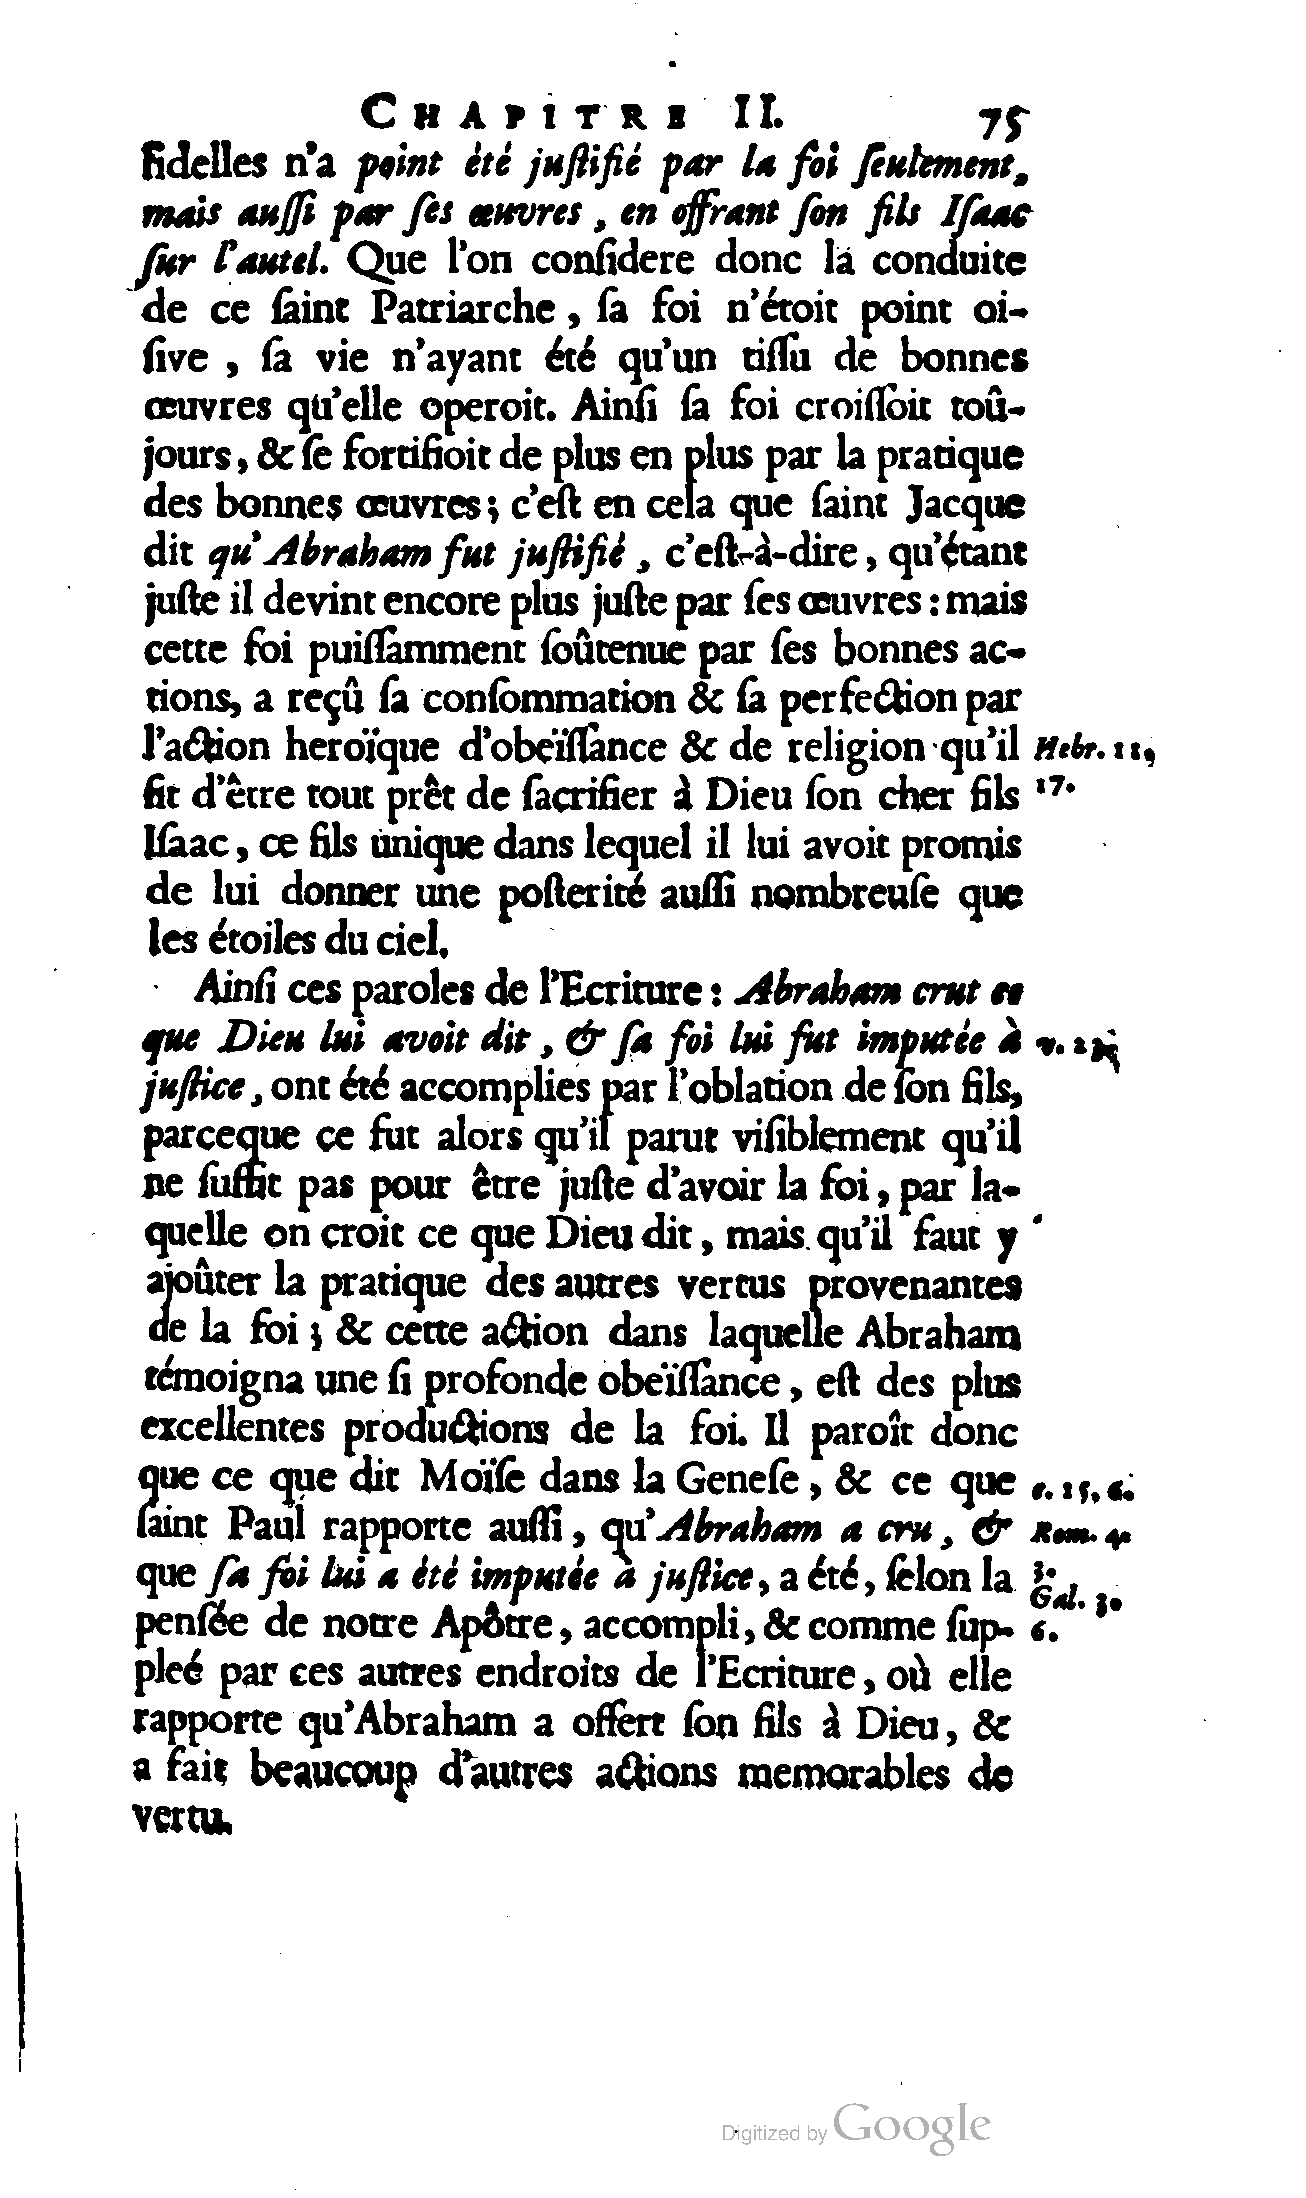 CHAPITRE II. 75
fidelles n'a point été juſtifié par la foi ſeulement,
mais auſſi par ſes œuvres, en offrant ſon fils Iſaac
ſur l'autel. Que l'on conſidere donc la conduite
de ce ſaint Patriarche, ſa foi n'étoit point oi-
ſive, ſa vie n'ayant été qu'un tiſſu de bonnes
œuvres qu'elle operoit. Ainſi ſa foi croiſſoit toû-
jours, & ſe fortifioit de plus en plus par la pratique
des bonnes œuvres; c'eſt en cela que ſaint Jacque
dit qu'Abraham fut juſtifié, c'eſt-à-dire, qu'étant
juſte il devint encore plus juſte par ſes œuvres: mais
cette foi puiſſamment ſoûtenue par ſes bonnes ac-
tions, a reçû ſa conſommation & ſa perfection par
l'action heroïque d'obeïſſance & de religion qu'il Hebr. 11,
fit d'être tout prêt de ſacrifier à Dieu ſon cher fils 17.
Iſaac, ce fils unique dans lequel il lui avoit promis
de lui donner une poſterité auſſi nombreuſe que
les étoiles du ciel.
Ainſi ces paroles de l'Ecriture: Abraham crut ce
que Dieu lui avoit dit, & ſa foi lui fut imputée à v.
juſtice, ont été accomplies par l'oblation de ſon fils,
parceque ce fut alors qu'il parut viſiblement qu'il
ne ſuffit pas pour être juſte d'avoir la foi, par la-
quelle on croit ce que Dieu dit, mais qu'il faut y
ajoûter la pratique des autres vertus provenantes
de la foi; & cette action dans laquelle Abraham
témoigna une ſi profonde obeïſſance, eſt des plus
excellentes productions de la foi. Il paroît donc
que ce que dit Moïſe dans la Geneſe, & ce que c. 15. 6.
ſaint Paul rapporte auſſi, qu'Abraham a cru, & Rom. 4.
que ſa foi lui a été imputée à juſtice, a été, ſelon la 3.
Gal. 3.
penſée de notre Apôtre, accompli, & comme ſup- 6.
pleé par ces autres endroits de l'Ecriture, où elle
rapporte qu'Abraham a offert ſon fils à Dieu, &
a fait beaucoup d'autres actions memorables de
vertu.
Digitized by Google